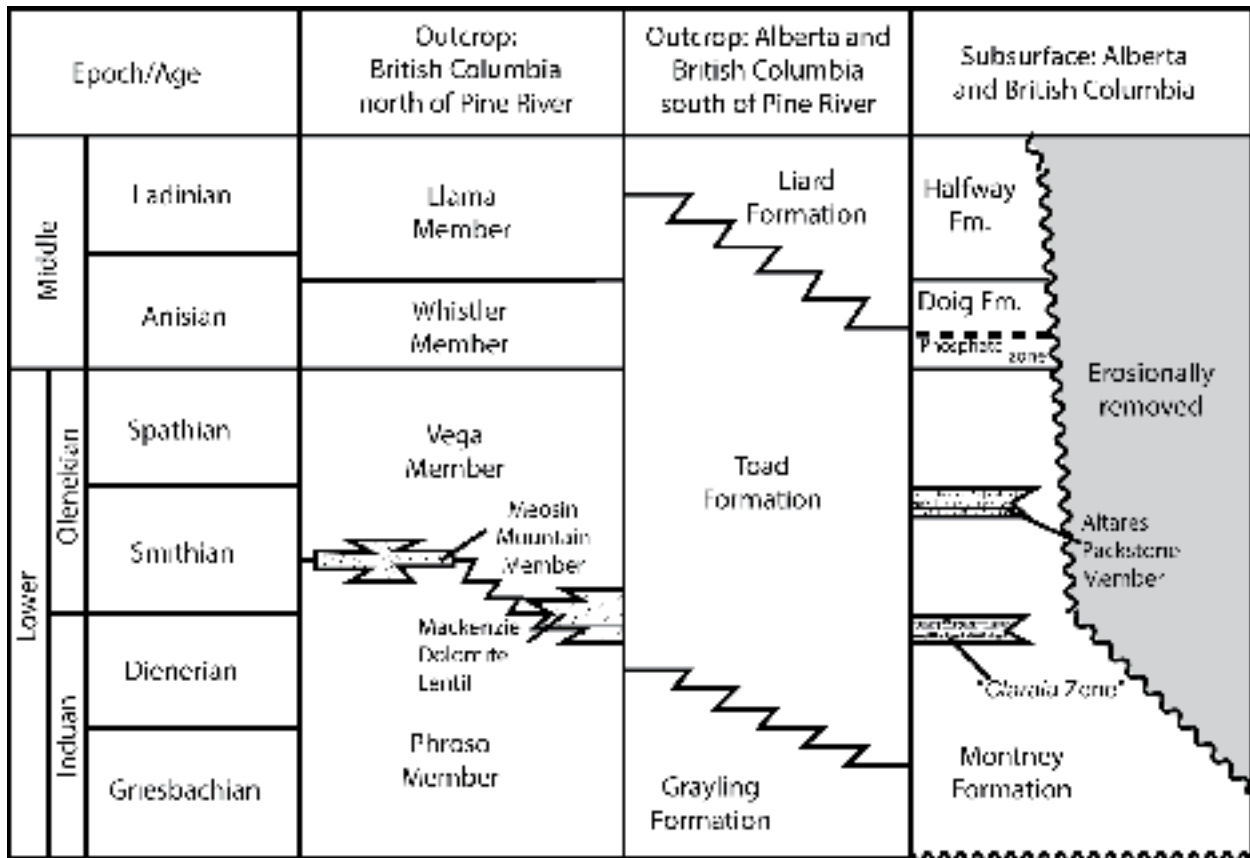 Epoch/Age
Outcrop:
British Columbia
north of Pine River
Outcrop: Alberta and
British Columbia
south of Pine River
Subsurface: Alberta
and British Columbia
Middle
Ladinian
Anisian
Lower
Olenekian
Spathian
Smithian
Induan
Dienerian
Griesbachian
Llama
Member
Whistler
Member
Vega
Member
Meosin
Mountain
Member
Mackenzie
Dolomite
Lentil
Phroso
Member
Liard
Formation
Toad
Formation
Grayling
Formation
Halfway
Fm.
Doig Fm.
Phosphate
zone
Erosionally
removed
Altares
Packstone
Member
"Claraia Zone"
Montney
Formation